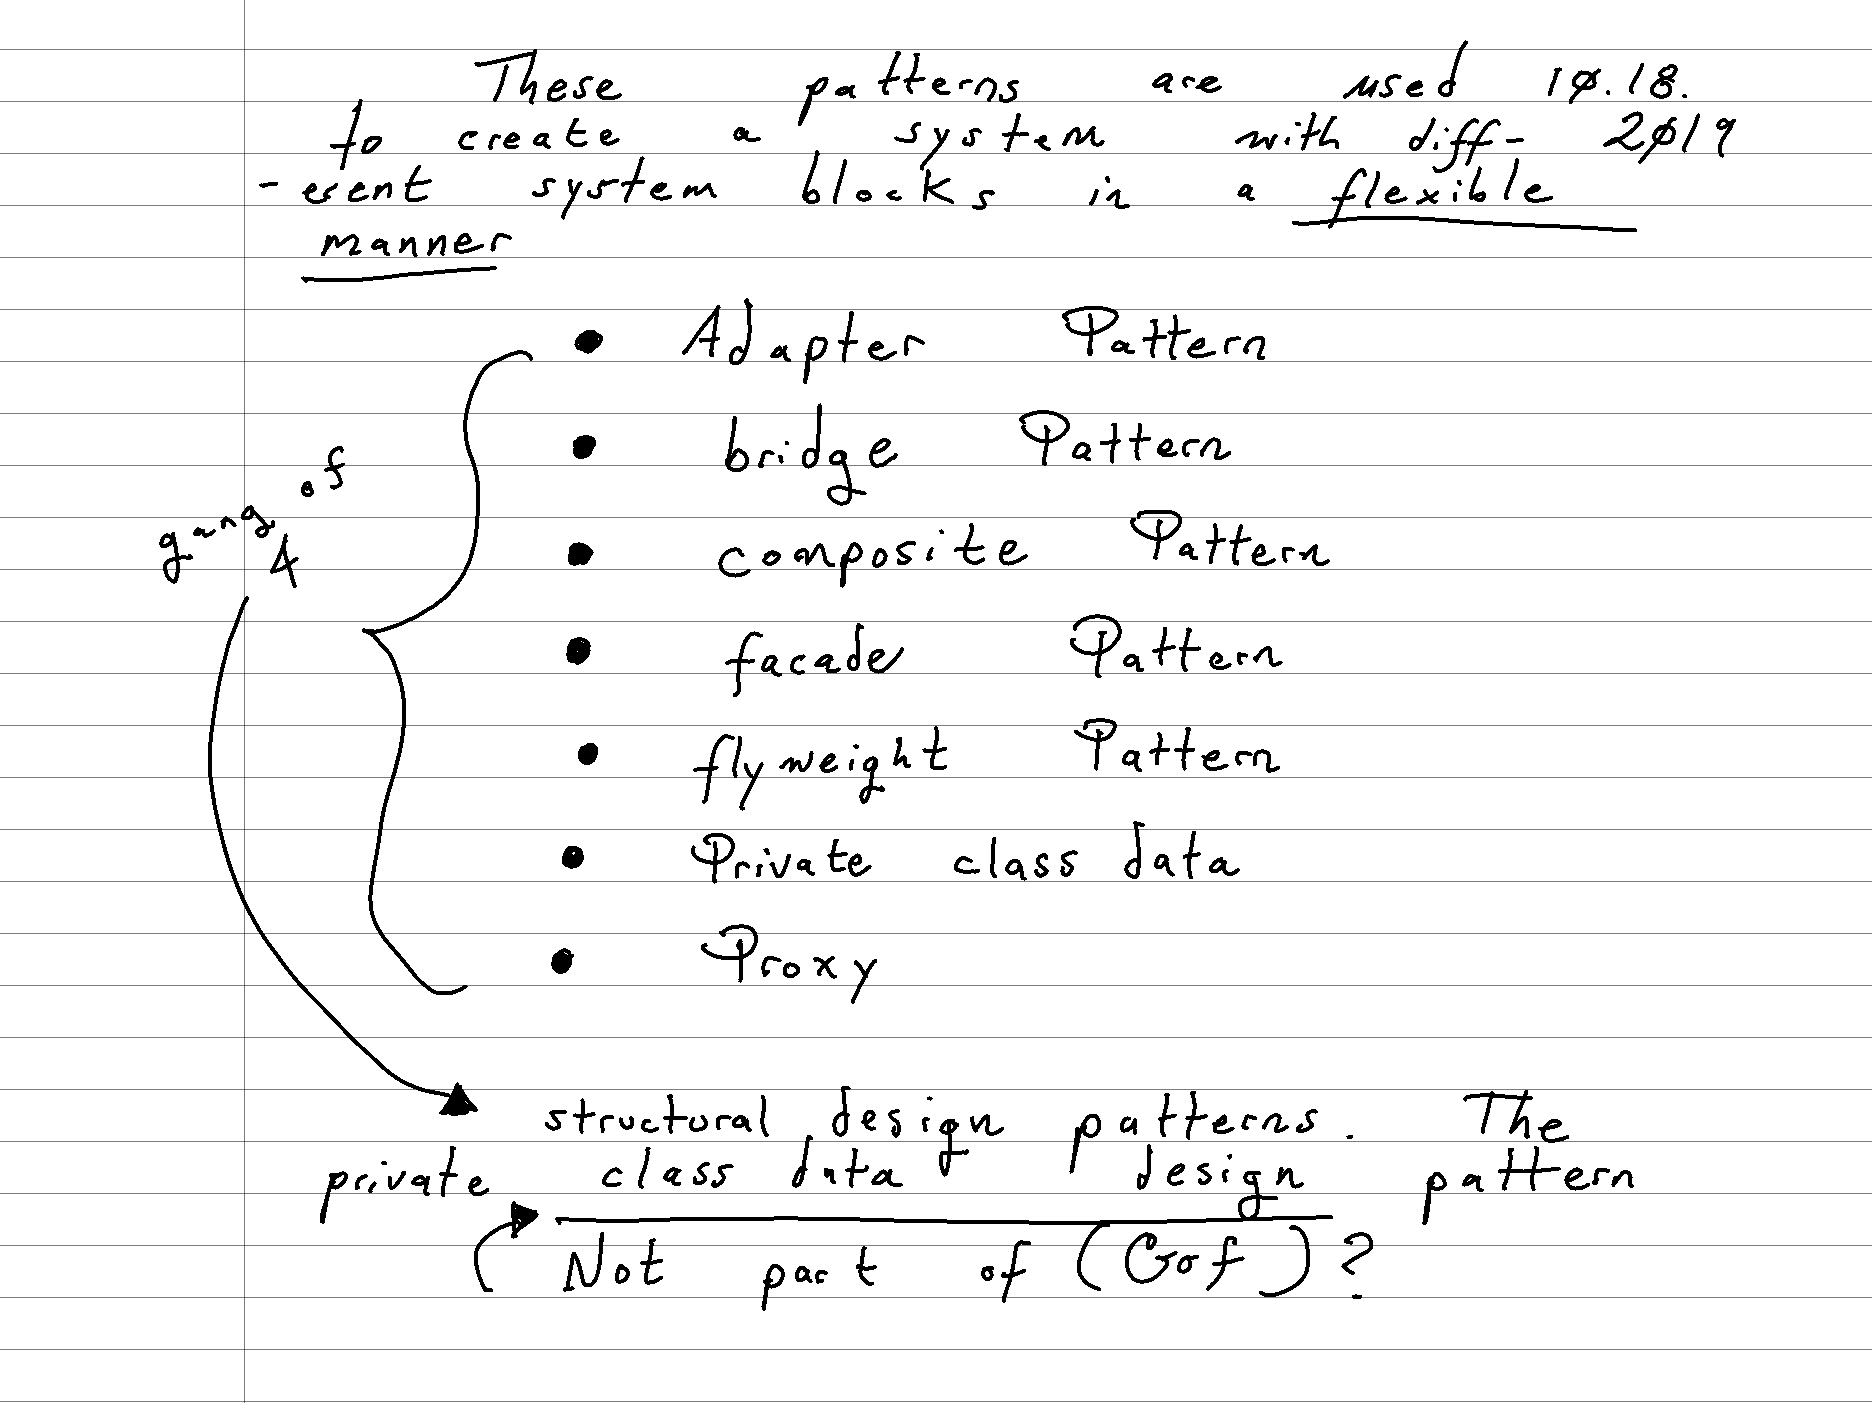 These patterns are used 10.18.
to create a system with diff- 2019
-erent system blocks in a flexible
manner
• Adapter Pattern
• bridge Pattern
gang of
4
• composite Pattern
• facade Pattern
• flyweight Pattern
• Private class data
• Proxy
structural design patterns. The
private class data design pattern
Not part of (Gof)?